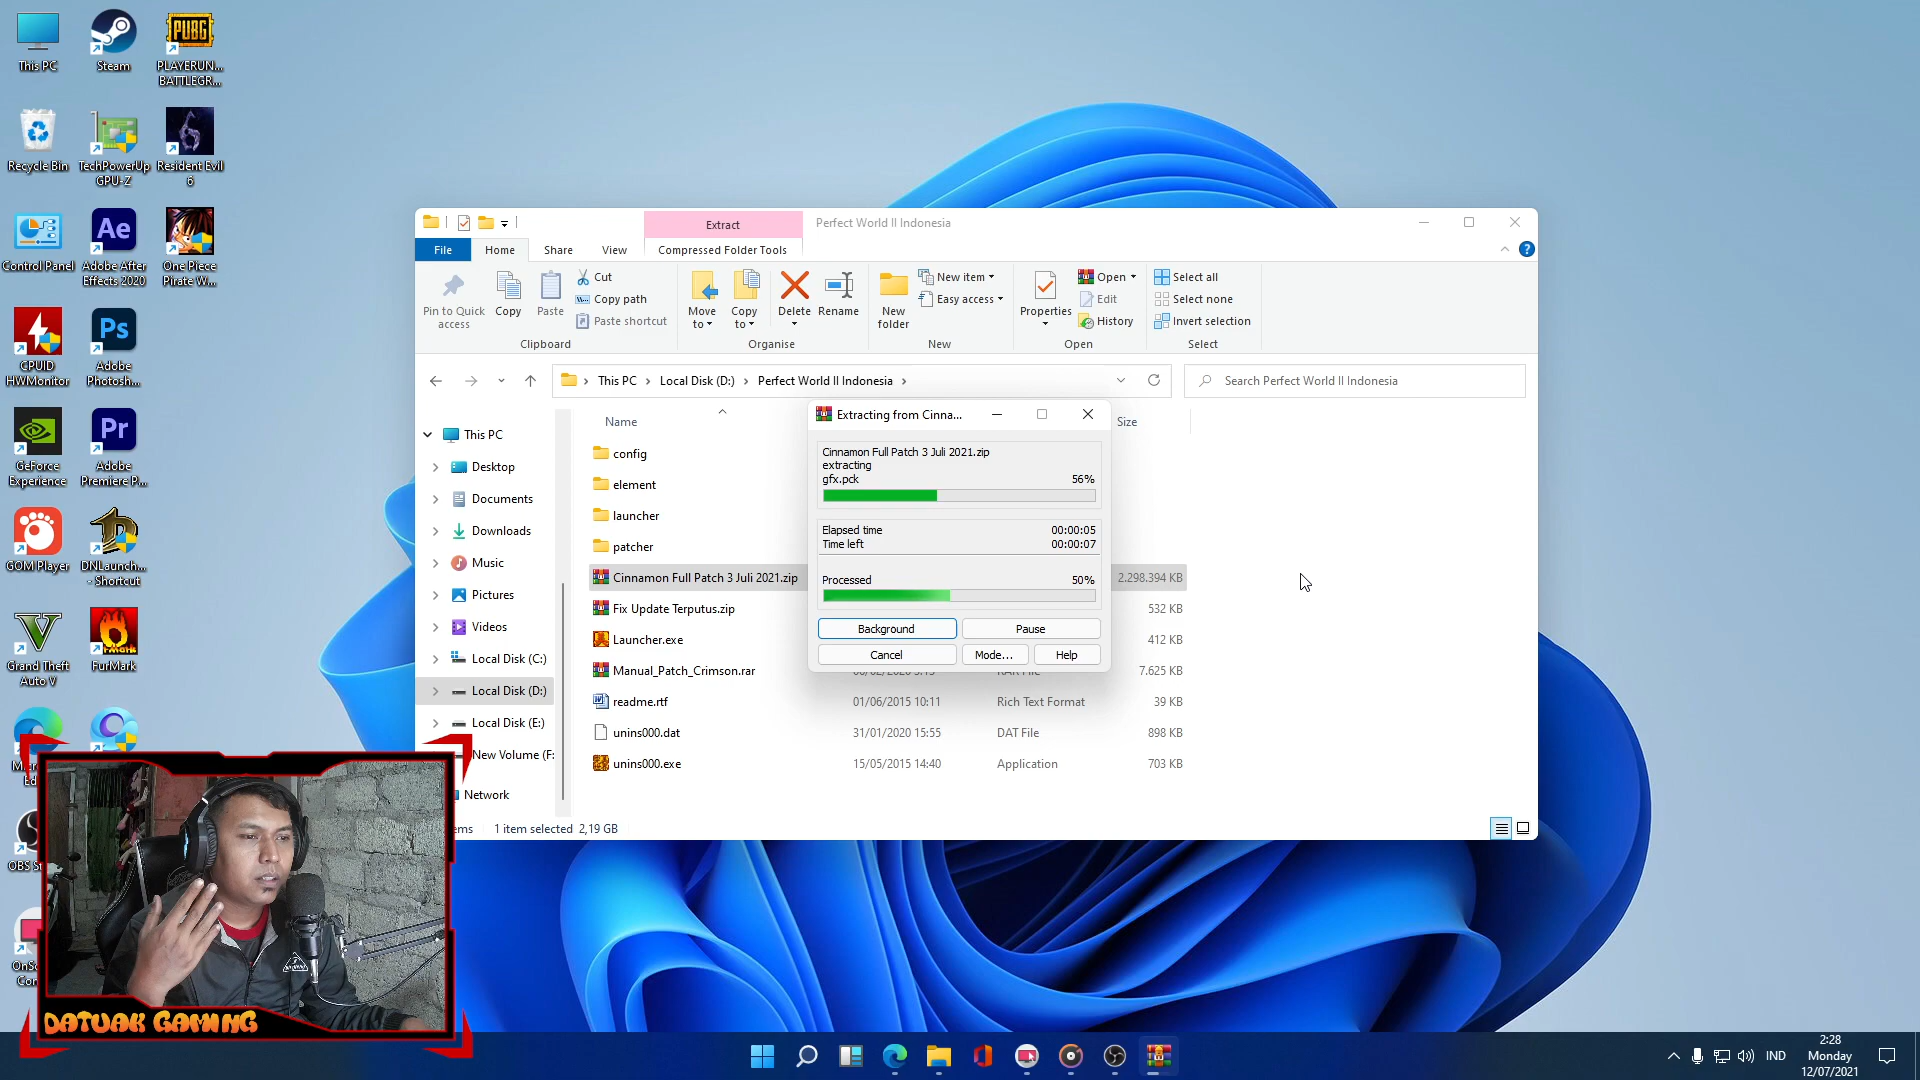 This PC
Steam
PLAYERUN...
BATTLEGR...
Recycle Bin
TechPowerUp
GPU-Z
Resident Evil
6
Control Panel
Adobe After
Effects 2020
One Piece
Pirate W...
CPUID
HWMonitor
Adobe
Photosh...
GeForce
Experience
Adobe
Premiere P...
GOM Player
DNLaunch...
- Shortcut
Grand Theft
Auto V
FurMark
Extract
Perfect World II Indonesia
File
Home
Share
View
Compressed Folder Tools
Pin to Quick
access
Copy
Paste
Cut
Copy path
Paste shortcut
Clipboard
Move
to
Copy
to
Delete
Rename
Organise
New
folder
New item
Easy access
New
Properties
Open
Edit
History
Open
Select all
Select none
Invert selection
Select
This PC
Local Disk (D:)
Perfect World II Indonesia
Search Perfect World II Indonesia
Name
Size
This PC
Desktop
Documents
Downloads
Music
Pictures
Videos
Local Disk (C:)
Local Disk (D:)
Local Disk (E:)
New Volume (F:
Network
config
element
launcher
patcher
Cinnamon Full Patch 3 Juli 2021.zip
2.298.394 KB
Fix Update Terputus.zip
532 KB
Launcher.exe
412 KB
Manual_Patch_Crimson.rar
7.625 KB
readme.rtf
01/06/2015 10:11
Rich Text Format
39 KB
unins000.dat
31/01/2020 15:55
DAT File
898 KB
unins000.exe
15/05/2015 14:40
Application
703 KB
1 item selected 2,19 GB
Extracting from Cinna...
Cinnamon Full Patch 3 Juli 2021.zip
extracting
gfx.pck
56%
Elapsed time
00:00:05
Time left
00:00:07
Processed
50%
Background
Pause
Cancel
Mode...
Help
DATUAK GAMING
IND
2:28
Monday
12/07/2021